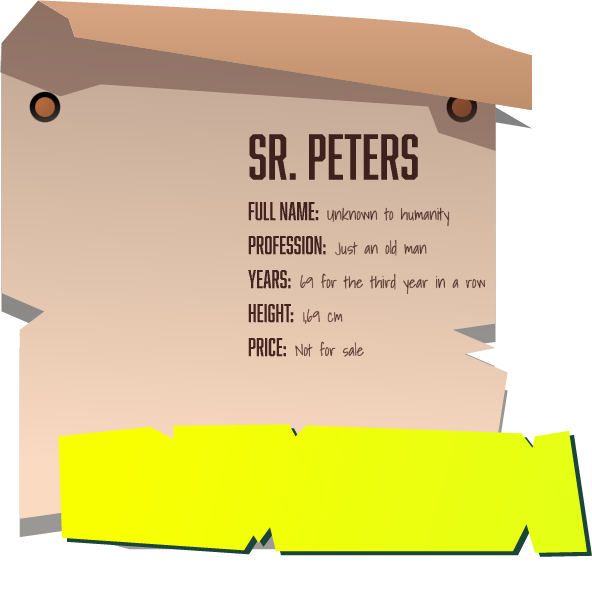 SR. PETERS
FULL NAME: Unknown to humanity
PROFESSION: Just an old man
YEARS: 69 for the third year in a row
HEIGHT: 1,69 cm
PRICE: Not for sale